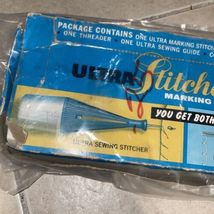 PACKAGE CONTAINS • ONE ULTRA MARKING STITCHER
• ONE THREADER • ONE ULTRA SEWING GUIDE
ULTRA Stitcher
MARKING
YOU GET BOTH
ULTRA SEWING STITCHER